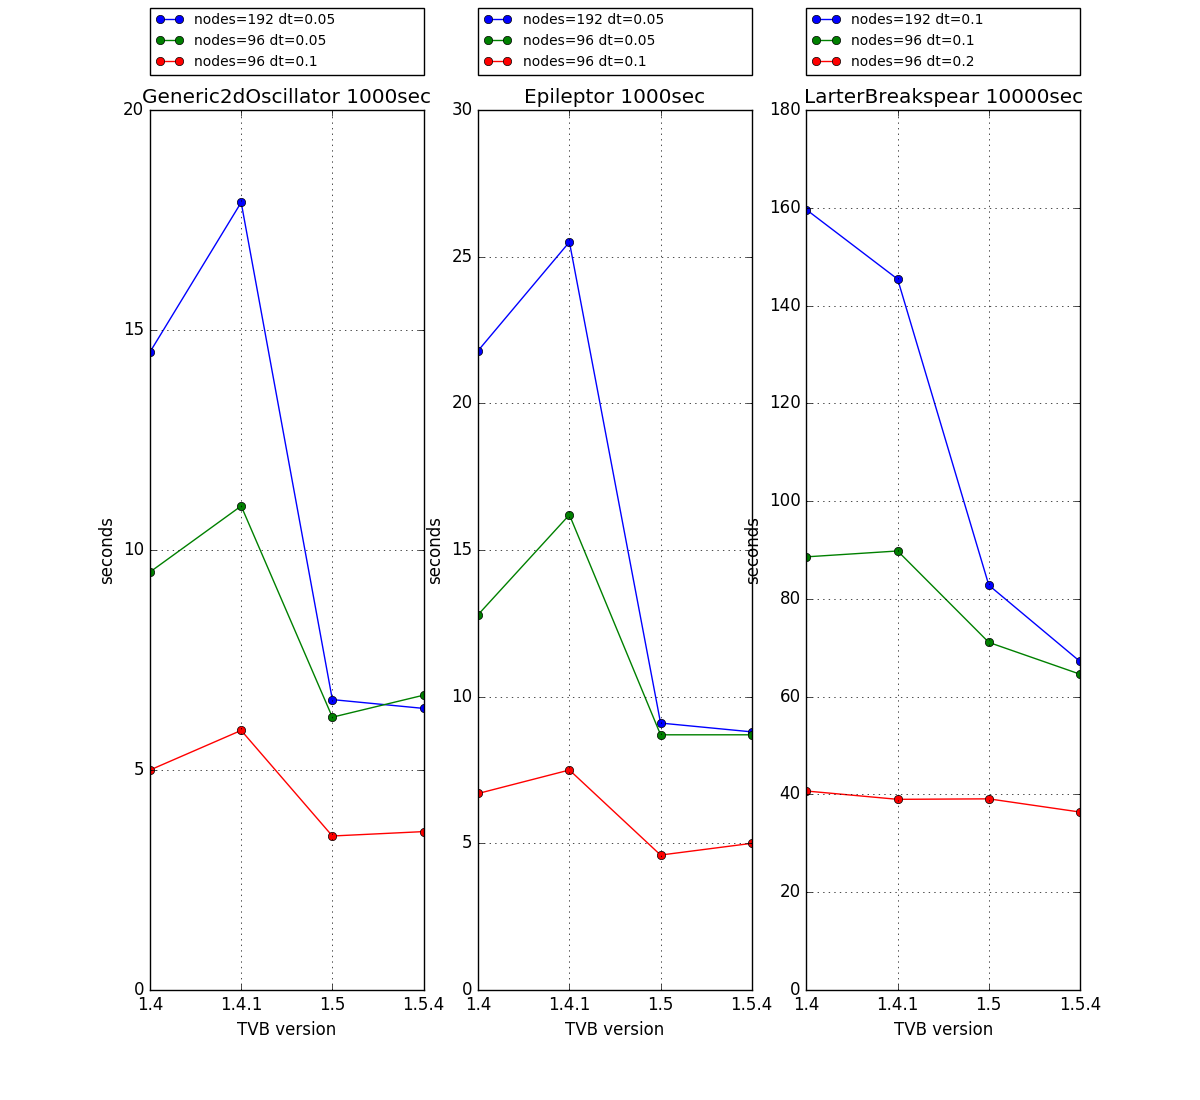 nodes=192 dt=0.05
nodes=96 dt=0.05
nodes=96 dt=0.1
Generic2dOscillator 1000sec
20
15
10
5
0
seconds
1.4
1.4.1
1.5
1.5.4
TVB version
nodes=192 dt=0.05
nodes=96 dt=0.05
nodes=96 dt=0.1
Epileptor 1000sec
30
25
20
15
10
5
0
seconds
1.4
1.4.1
1.5
1.5.4
TVB version
nodes=192 dt=0.1
nodes=96 dt=0.1
nodes=96 dt=0.2
LarterBreakspear 10000sec
180
160
140
120
100
80
60
40
20
0
seconds
1.4
1.4.1
1.5
1.5.4
TVB version